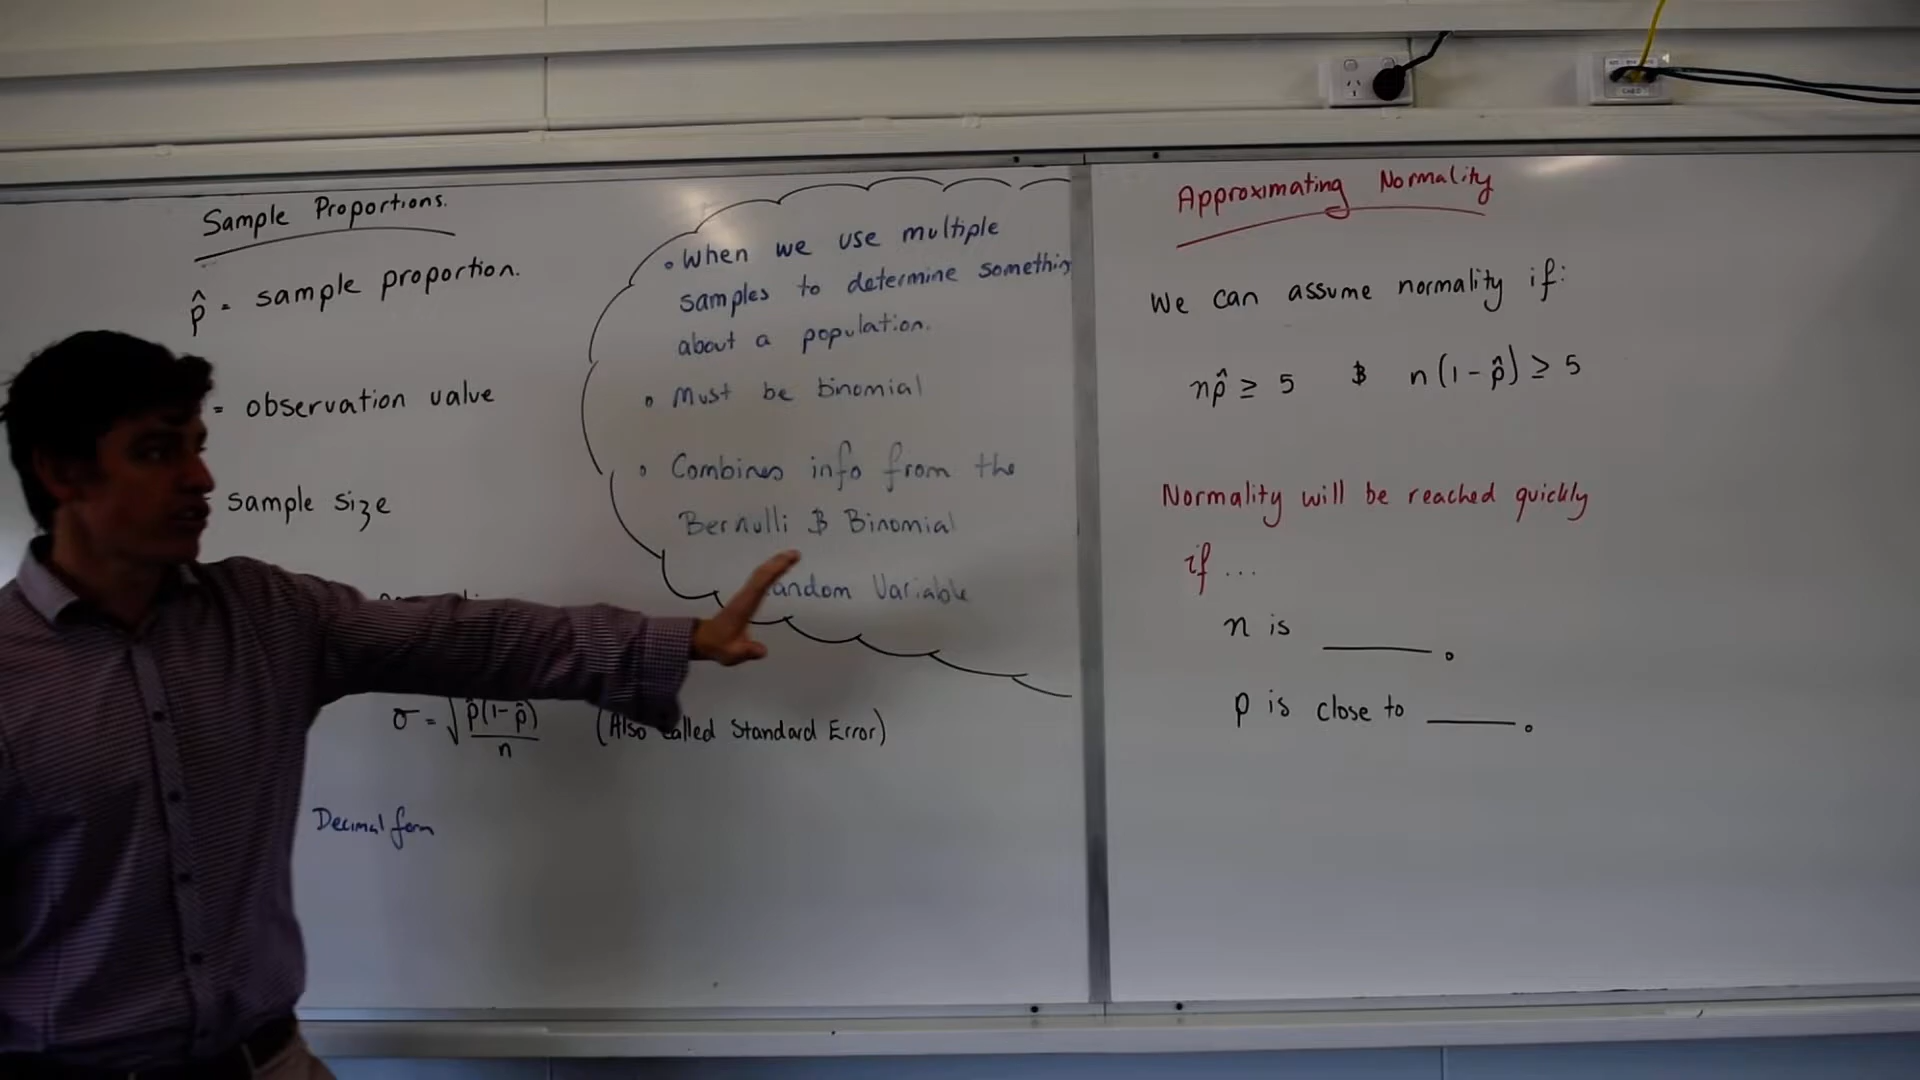 Sample Proportions.
p̂ = sample proportion.
= observation value
sample size
σ = √p̂(1-p̂)/n (Also called Standard Error)
Decimal form
• When we use multiple
samples to determine something
about a population.
• Must be binomial
• Combines info from the
Bernulli & Binomial
Random Variable
Approximating Normality
We can assume normality if:
np̂ ≥ 5 & n(1-p̂) ≥ 5
Normality will be reached quickly
if ...
n is ______.
p is close to ______.